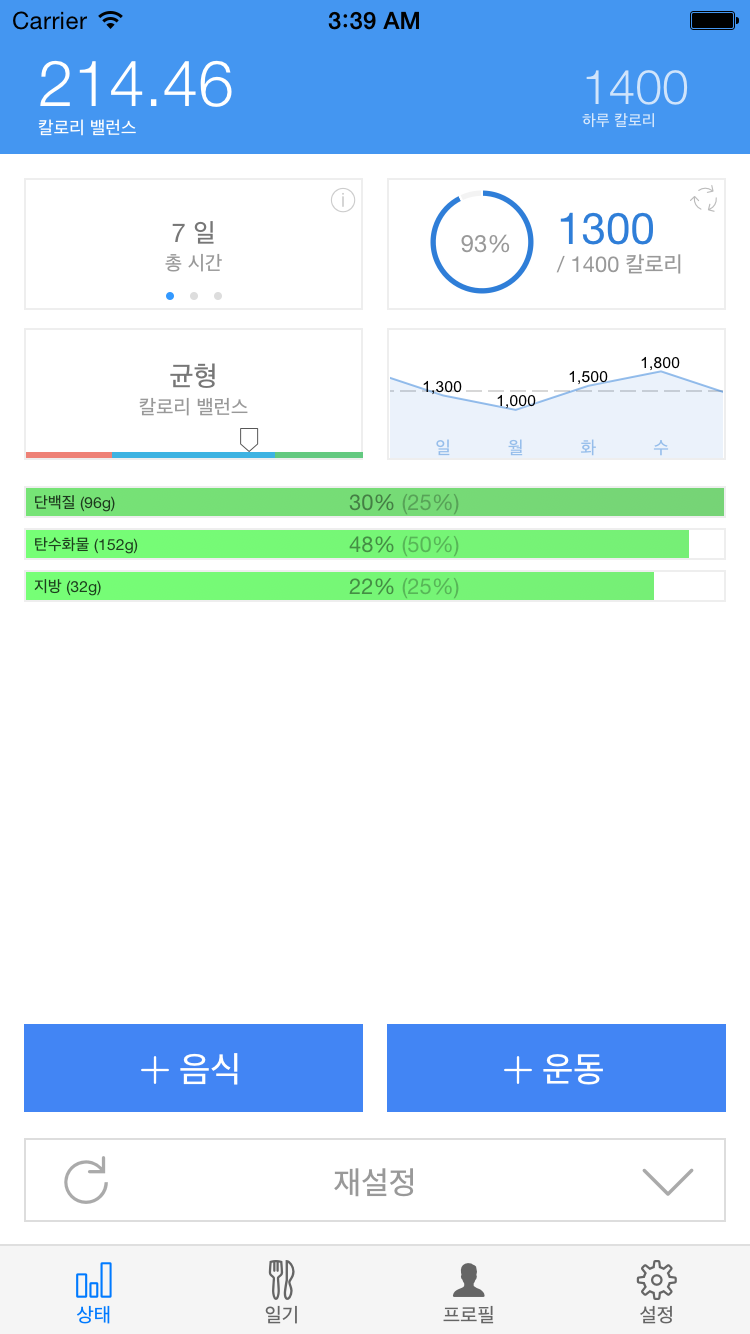 Carrier 3:39 AM
214.46
칼로리 밸런스
1400
하루 칼로리
7 일
총 시간
93%
1300
/ 1400 칼로리
균형
칼로리 밸런스
1,300
1,000
1,500
1,800
일 월 화 수
단백질 (96g) 30% (25%)
탄수화물 (152g) 48% (50%)
지방 (32g) 22% (25%)
+ 음식
+ 운동
재설정
상태 일기 프로필 설정